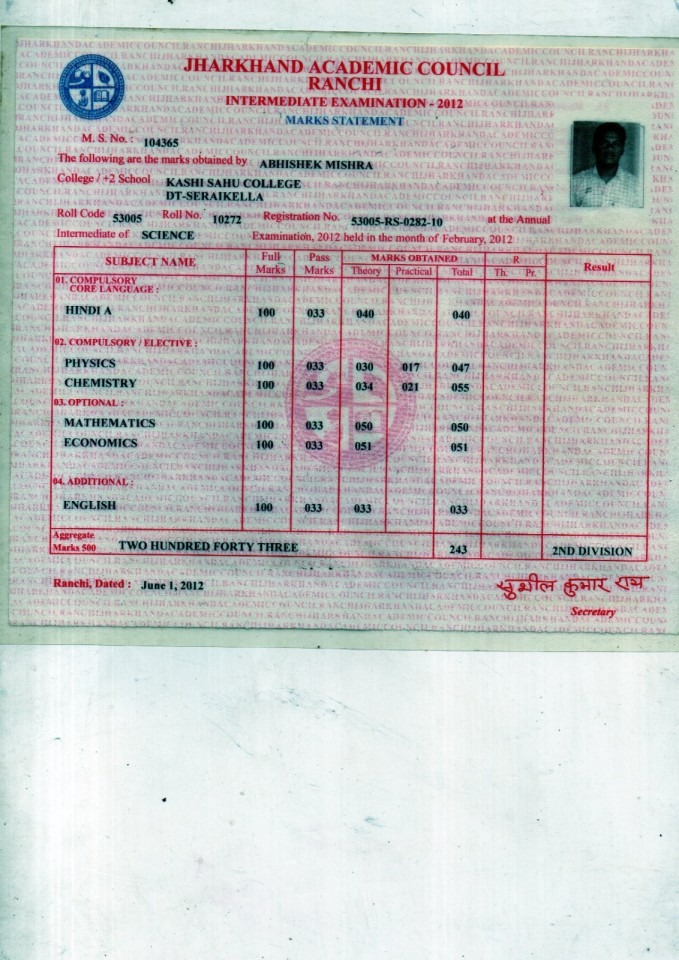 JHARKHAND ACADEMIC COUNCIL
RANCHI
INTERMEDIATE EXAMINATION - 2012
MARKS STATEMENT
M. S. No. : 104365
The following are the marks obtained by ABHISHEK MISHRA
College / +2 School KASHI SAHU COLLEGE
DT-SERAIKELLA
Roll Code 53005 Roll No. 10272 Registration No. 53005-RS-0282-10 at the Annual
Intermediate of SCIENCE Examination, 2012 held in the month of February, 2012
SUBJECT NAME Full Marks Pass Marks MARKS OBTAINED R Result
Theory Practical Total Th. Pr.
01. COMPULSORY
CORE LANGUAGE :
HINDI A 100 033 040 040
02. COMPULSORY / ELECTIVE :
PHYSICS 100 033 030 017 047
CHEMISTRY 100 033 034 021 055
03. OPTIONAL :
MATHEMATICS 100 033 050 050
ECONOMICS 100 033 051 051
04. ADDITIONAL :
ENGLISH 100 033 033 033
Aggregate
Marks 500 TWO HUNDRED FORTY THREE 243 2ND DIVISION
Ranchi, Dated : June 1, 2012
सुशील कुमार राय
Secretary